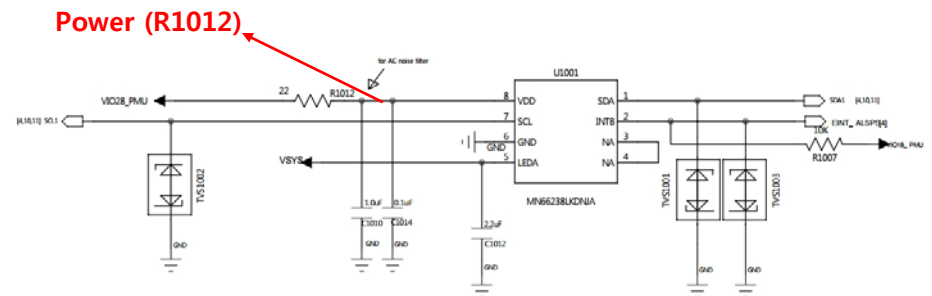 Power (R1012)
for AC noise filter
U1001
22
R1012
VIO28_PMU
8
VDD
SDA
1
SDA1
[4,10,11]
[4,10,11] SCL1
7
SCL
INTB
2
EINT_ALSPS[4]
6
GND
GND
NA
3
10K
R1007
VSYS
5
LEDA
NA
4
MN66238LKDNJA
TVS1002
TVS1001
TVS1003
1.0uF
0.1uF
C1010
C1014
2.2uF
C1012
GND
GND
GND
GND
GND
GND